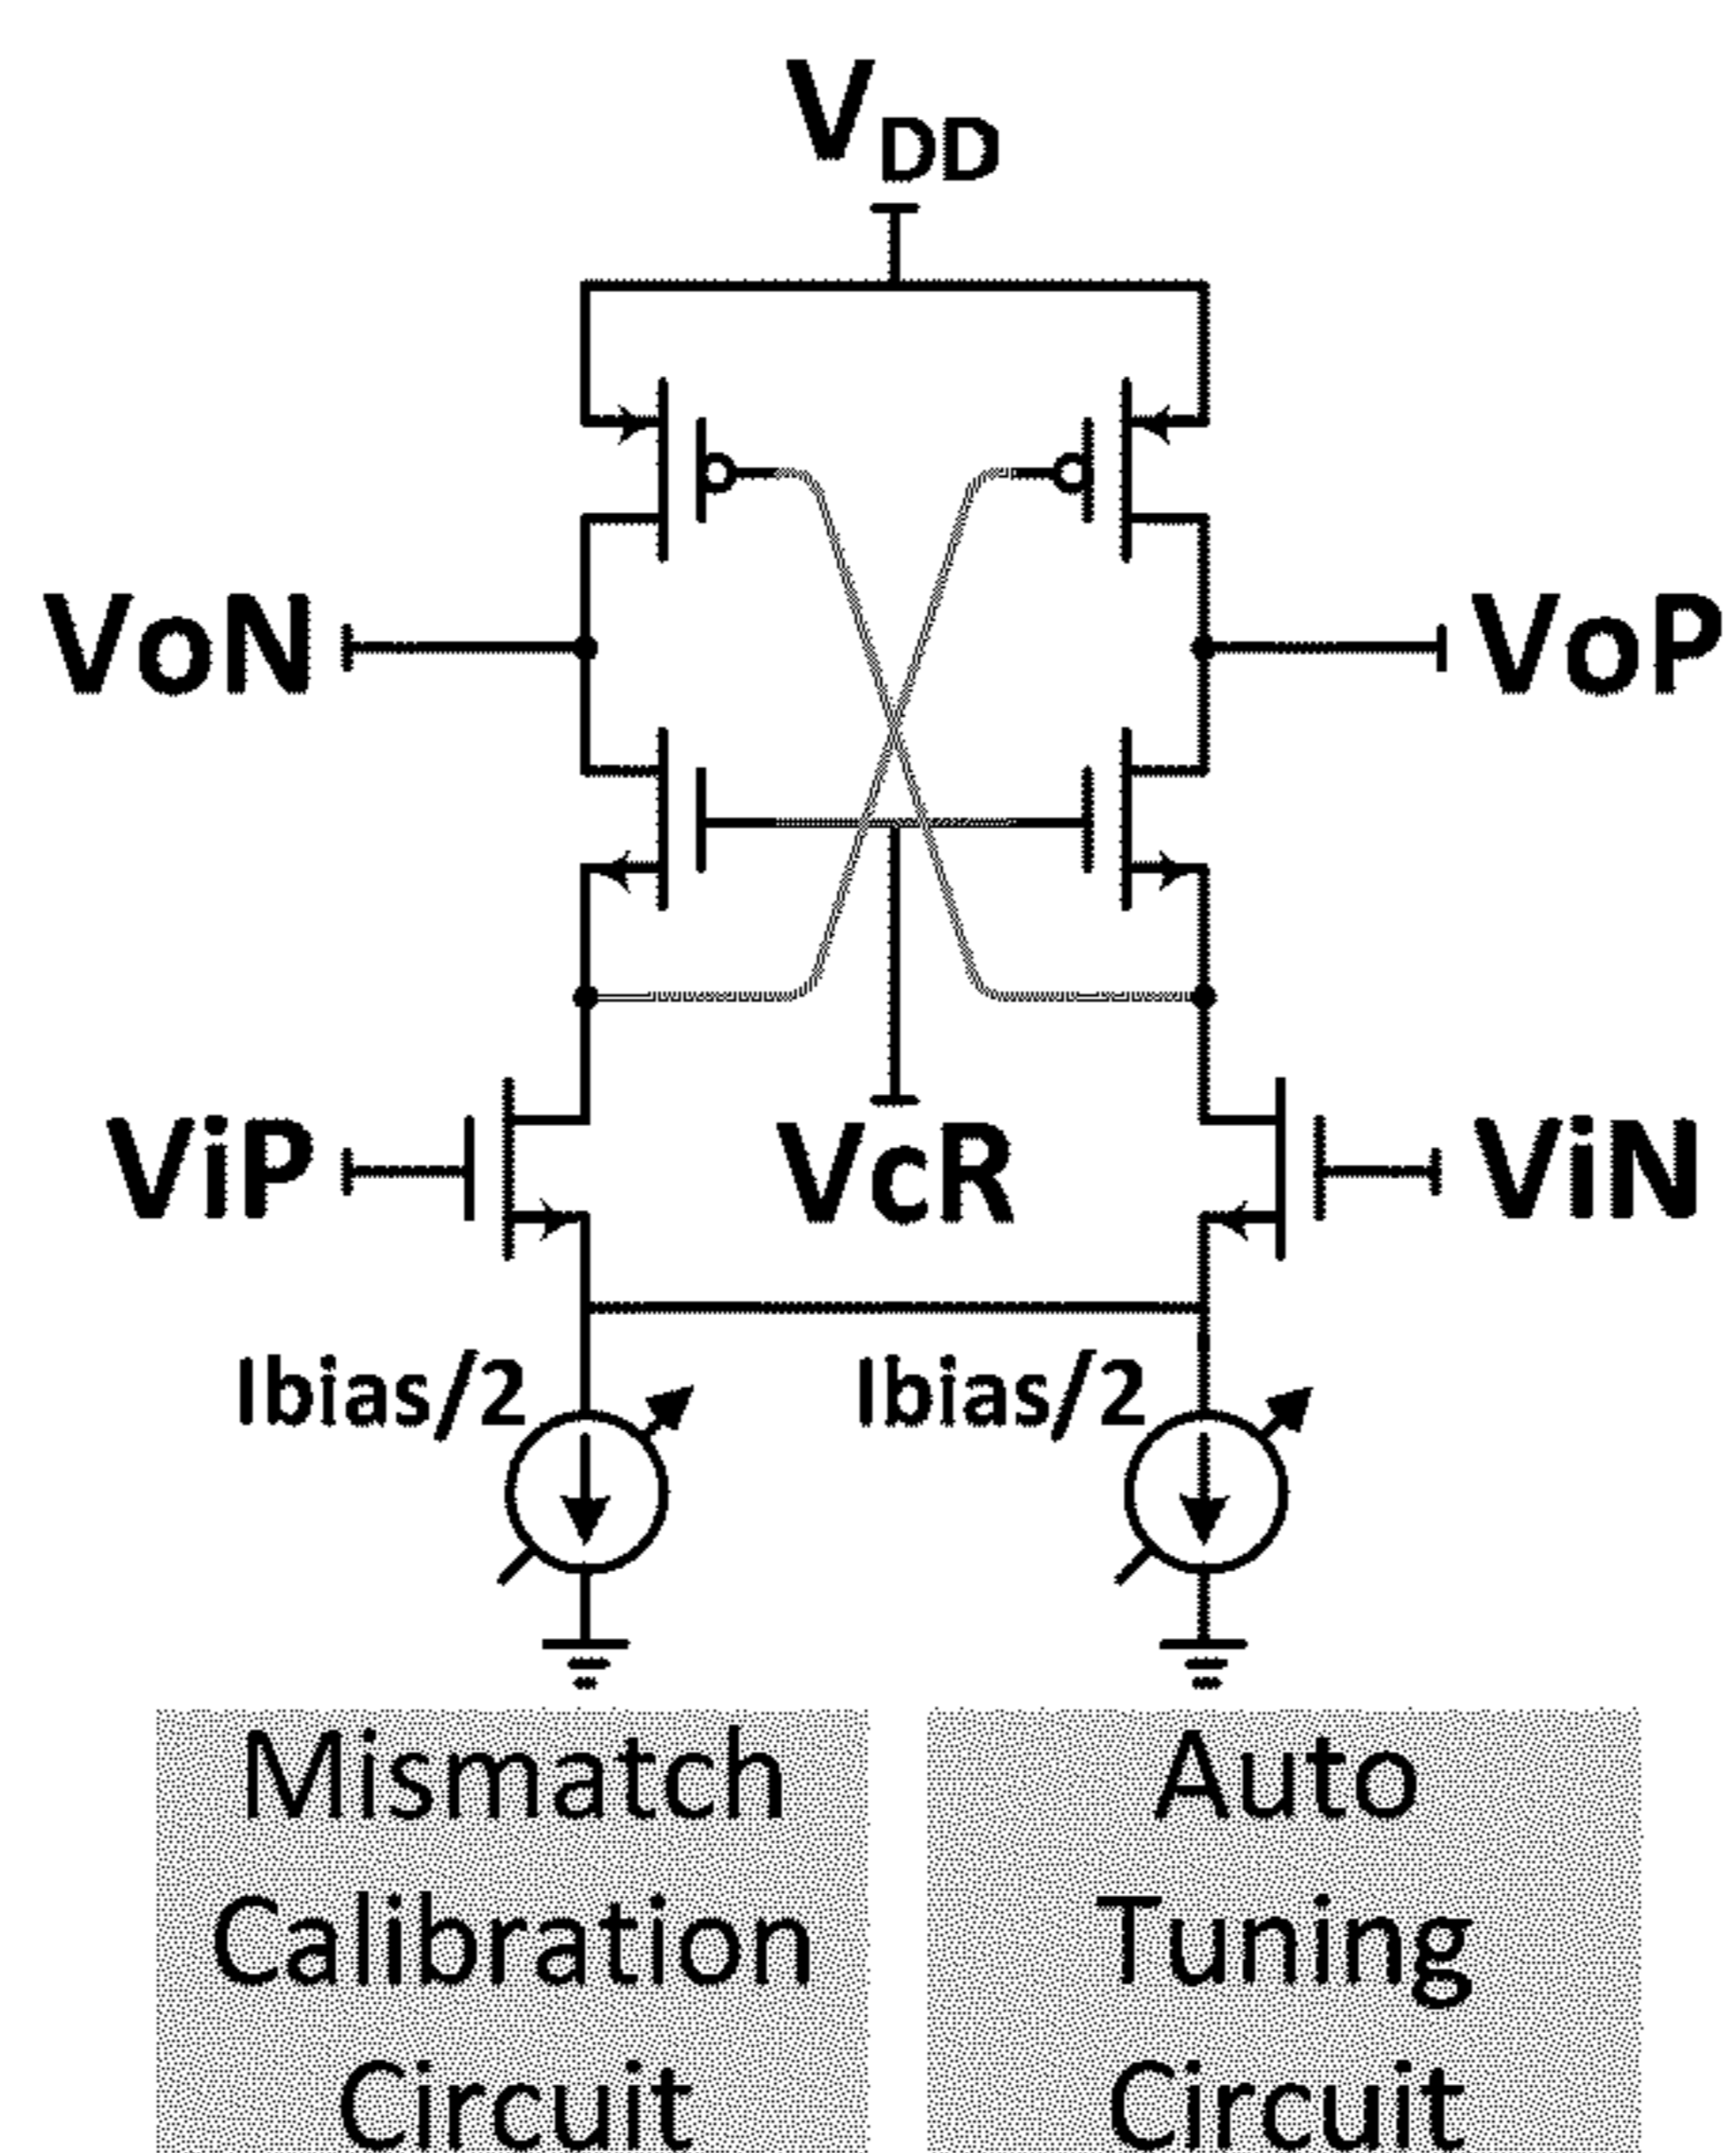 VDD
VoN VoP
ViP VcR ViN
Ibias/2 Ibias/2
Mismatch
Calibration
Circuit
Auto
Tuning
Circuit